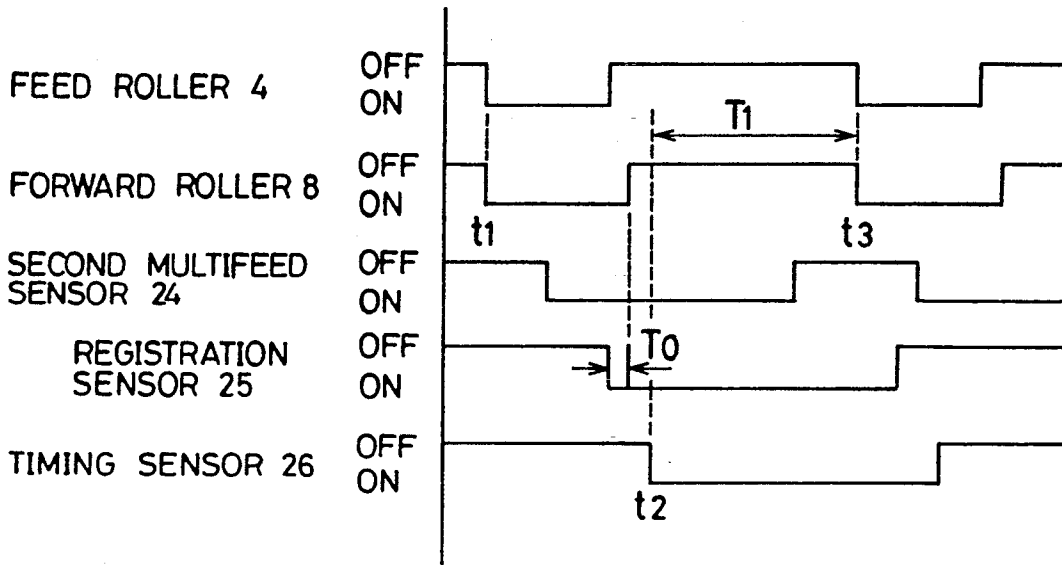 FEED ROLLER 4
OFF
ON
T1
FORWARD ROLLER 8
OFF
ON
t1
t3
SECOND MULTIFEED
SENSOR 24
OFF
ON
REGISTRATION
SENSOR 25
OFF
ON
T0
TIMING SENSOR 26
OFF
ON
t2